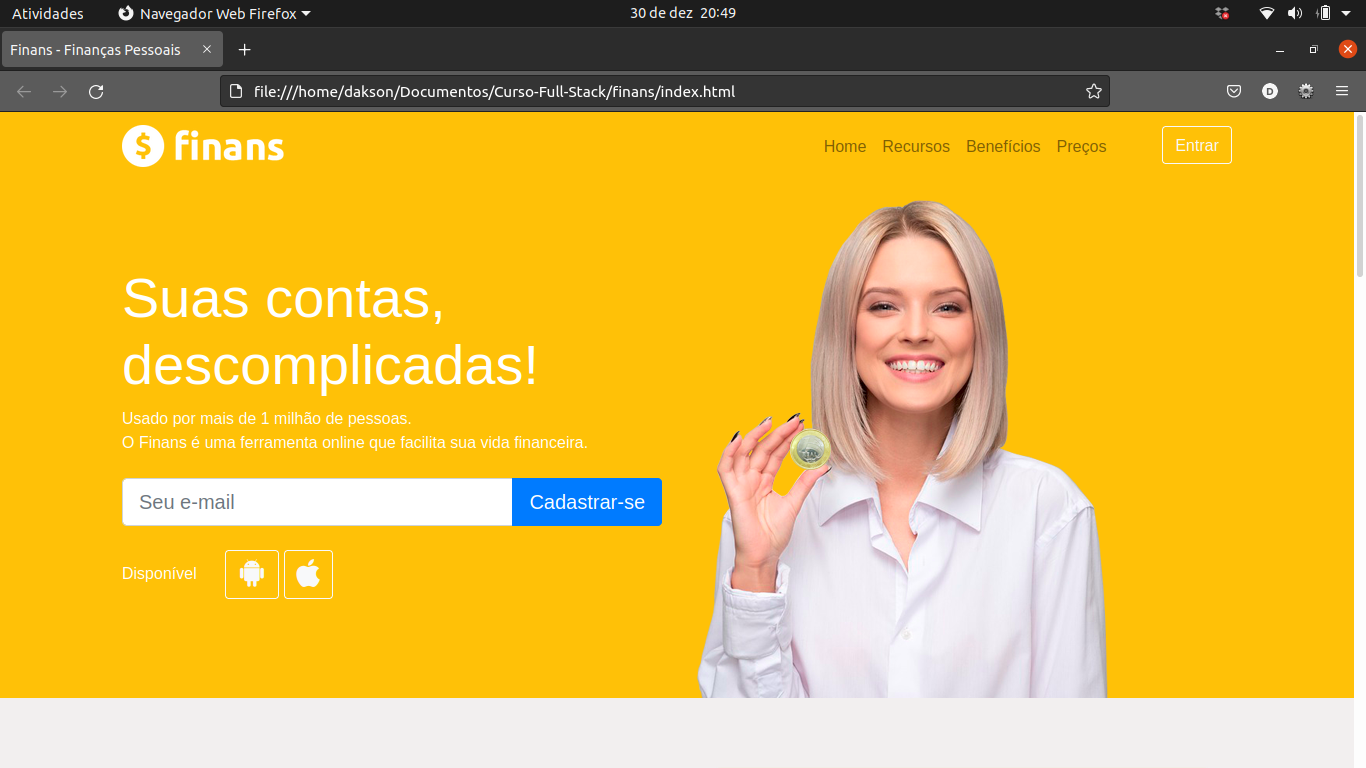 Atividades
Navegador Web Firefox
30 de dez 20:49
Finans - Finanças Pessoais
file:///home/dakson/Documentos/Curso-Full-Stack/finans/index.html
D
$ finans
Home Recursos Benefícios Preços
Entrar
Suas contas,
descomplicadas!
Usado por mais de 1 milhão de pessoas.
O Finans é uma ferramenta online que facilita sua vida financeira.
Seu e-mail
Cadastrar-se
Disponível